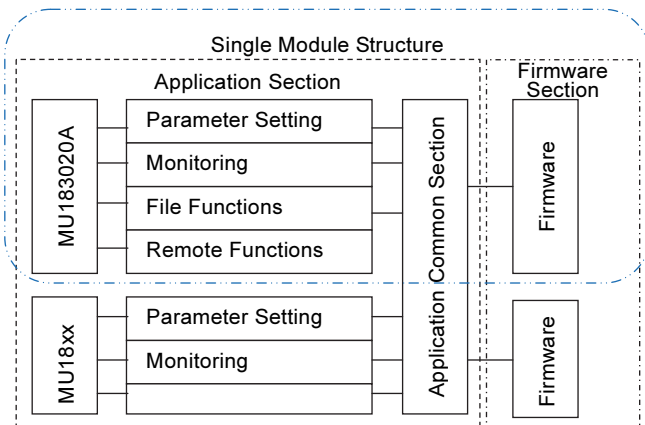 Single Module Structure
Application Section
Firmware
Section
MU183020A
Parameter Setting
Monitoring
File Functions
Remote Functions
Application Common Section
Firmware
MU18xx
Parameter Setting
Monitoring
Firmware